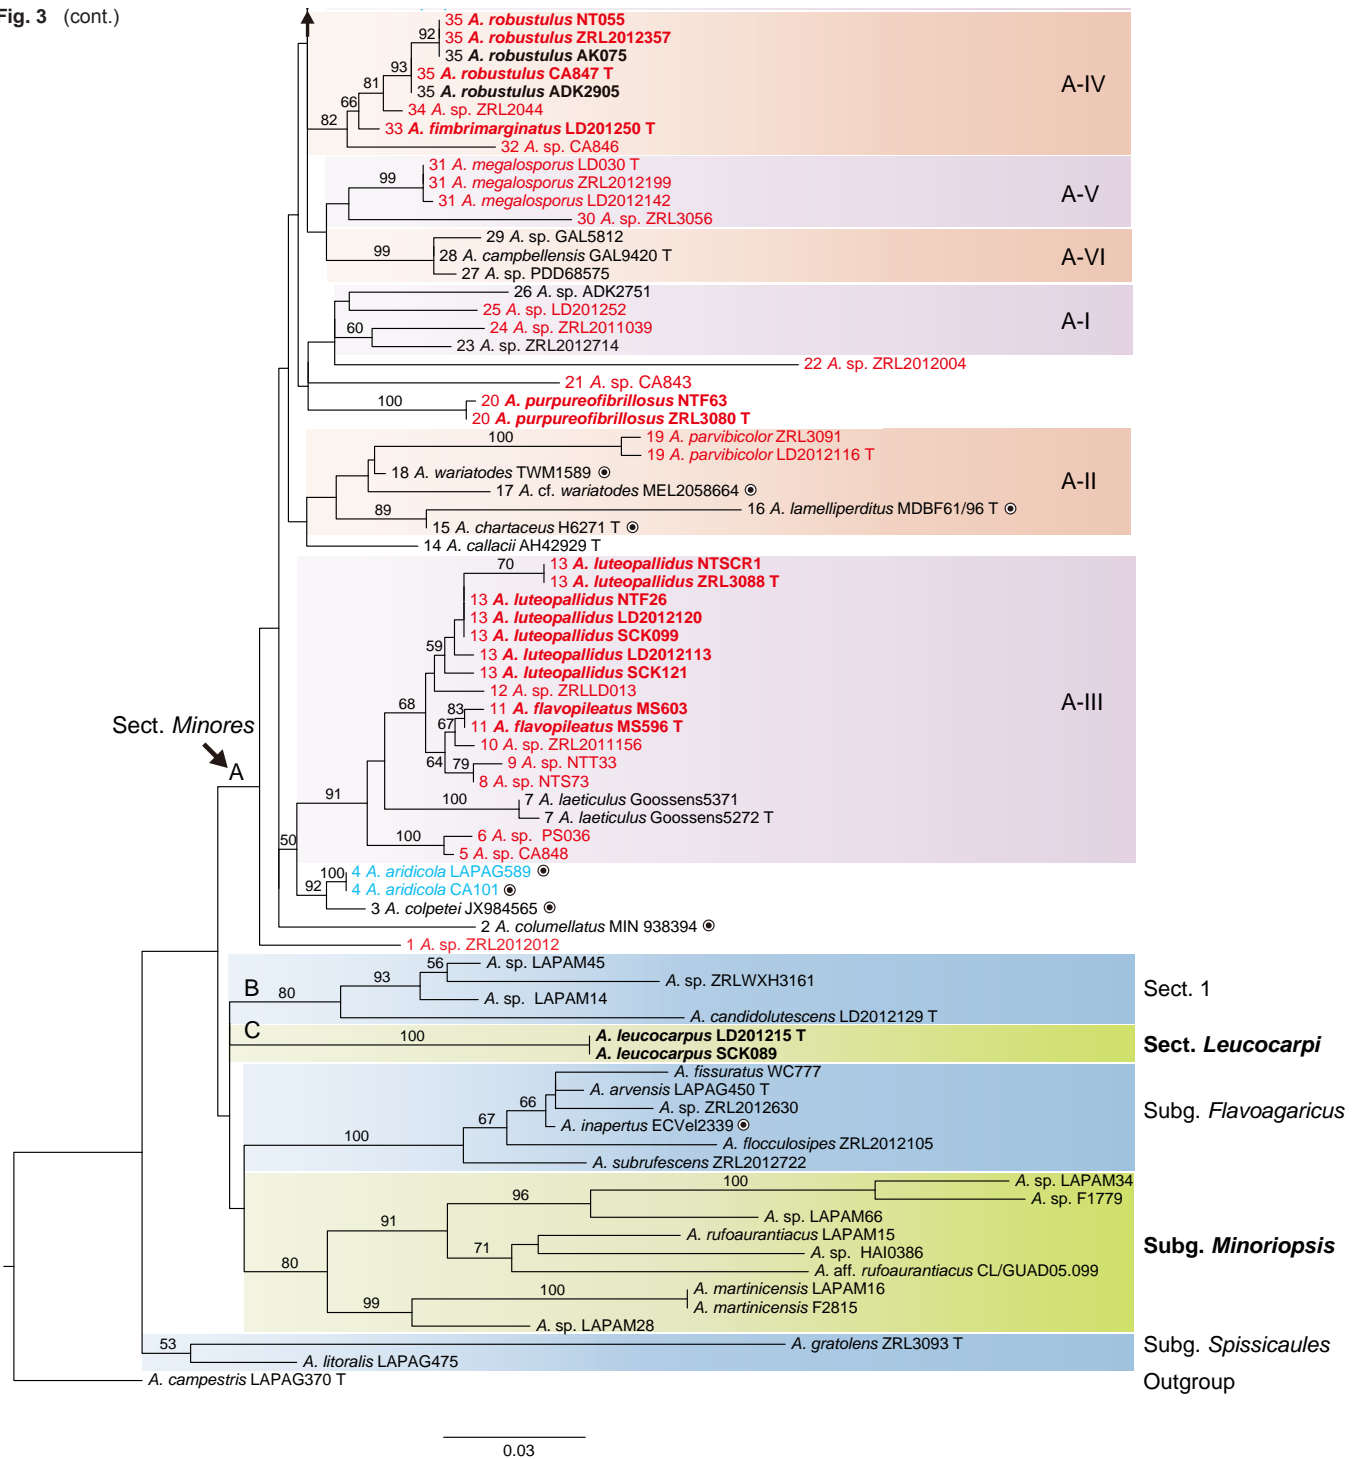 Fig. 3 (cont.)
35 A. robustulus NT055
92
35 A. robustulus ZRL2012357
35 A. robustulus AK075
93
35 A. robustulus CA847 T
A-IV
81
35 A. robustulus ADK2905
66
34 A. sp. ZRL2044
82
33 A. fimbrimarginatus LD201250 T
32 A. sp. CA846
31 A. megalosporus LD030 T
99
31 A. megalosporus ZRL2012199
A-V
31 A. megalosporus LD2012142
30 A. sp. ZRL3056
29 A. sp. GAL5812
99
28 A. campbellensis GAL9420 T
A-VI
27 A. sp. PDD68575
26 A. sp. ADK2751
25 A. sp. LD201252
A-I
60
24 A. sp. ZRL2011039
23 A. sp. ZRL2012714
22 A. sp. ZRL2012004
21 A. sp. CA843
100
20 A. purpureofibrillosus NTF63
20 A. purpureofibrillosus ZRL3080 T
100
19 A. parvibicolor ZRL3091
19 A. parvibicolor LD2012116 T
18 A. wariatodes TWM1589
A-II
17 A. cf. wariatodes MEL2058664
89
16 A. lamelliperditus MDBF61/96 T
15 A. chartaceus H6271 T
14 A. callacii AH42929 T
70
13 A. luteopallidus NTSCR1
13 A. luteopallidus ZRL3088 T
13 A. luteopallidus NTF26
13 A. luteopallidus LD2012120
13 A. luteopallidus SCK099
59
13 A. luteopallidus LD2012113
13 A. luteopallidus SCK121
12 A. sp. ZRLLD013
68
A-III
83
11 A. flavopileatus MS603
67
11 A. flavopileatus MS596 T
Sect. Minores
10 A. sp. ZRL2011156
64
79
9 A. sp. NTT33
A
8 A. sp. NTS73
91
100
7 A. laeticulus Goossens5371
7 A. laeticulus Goossens5272 T
50
100
6 A. sp. PS036
5 A. sp. CA848
100
4 A. aridicola LAPAG589
92
4 A. aridicola CA101
3 A. colpetei JX984565
2 A. columellatus MIN 938394
1 A. sp. ZRL2012012
56
A. sp. LAPAM45
93
A. sp. ZRLWXH3161
B
80
A. sp. LAPAM14
Sect. 1
A. candidolutescens LD2012129 T
C
100
A. leucocarpus LD201215 T
Sect. Leucocarpi
A. leucocarpus SCK089
A. fissuratus WC777
A. arvensis LAPAG450 T
66
A. sp. ZRL2012630
Subg. Flavoagaricus
67
A. inapertus ECVel2339
100
A. flocculosipes ZRL2012105
A. subrufescens ZRL2012722
100
A. sp. LAPAM34
96
A. sp. F1779
A. sp. LAPAM66
91
A. rufoaurantiacus LAPAM15
71
A. sp. HAI0386
Subg. Minoriopsis
80
A. aff. rufoaurantiacus CL/GUAD05.099
100
A. martinicensis LAPAM16
99
A. martinicensis F2815
A. sp. LAPAM28
53
A. gratolens ZRL3093 T
Subg. Spissicaules
A. litoralis LAPAG475
A. campestris LAPAG370 T
Outgroup
0.03